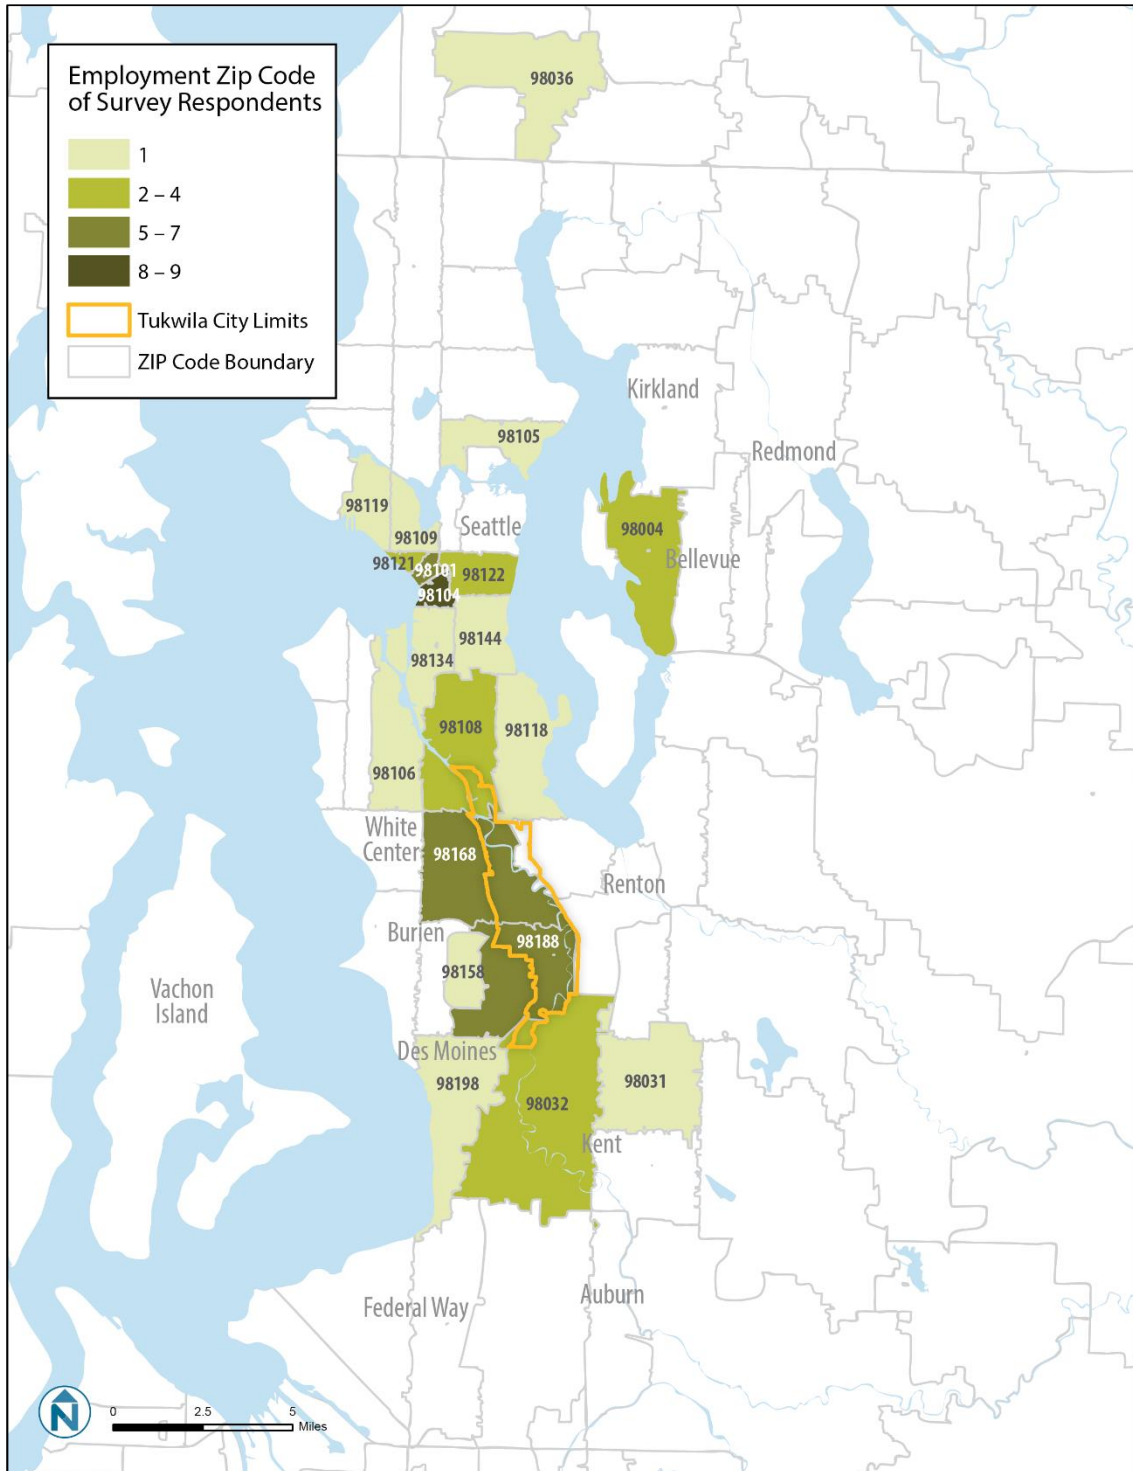 Employment Zip Code
of Survey Respondents
1
2 – 4
5 – 7
8 – 9
Tukwila City Limits
ZIP Code Boundary
98036
Kirkland
98105
Redmond
98119
98109
Seattle
98004
Bellevue
98121
98101
98122
98104
98144
98134
98108
98118
98106
White
Center
98168
Renton
Burien
98188
98158
Vachon
Island
Des Moines
98198
98031
98032
Kent
Auburn
Federal Way
N
0 2.5 5
Miles